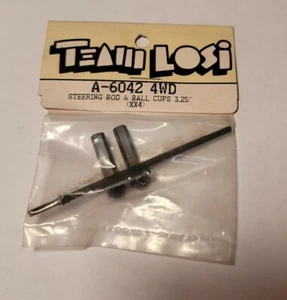 TEAM LOSI
A-6042 4WD
STEERING ROD & BALL CUPS 3.25"
(XX4)